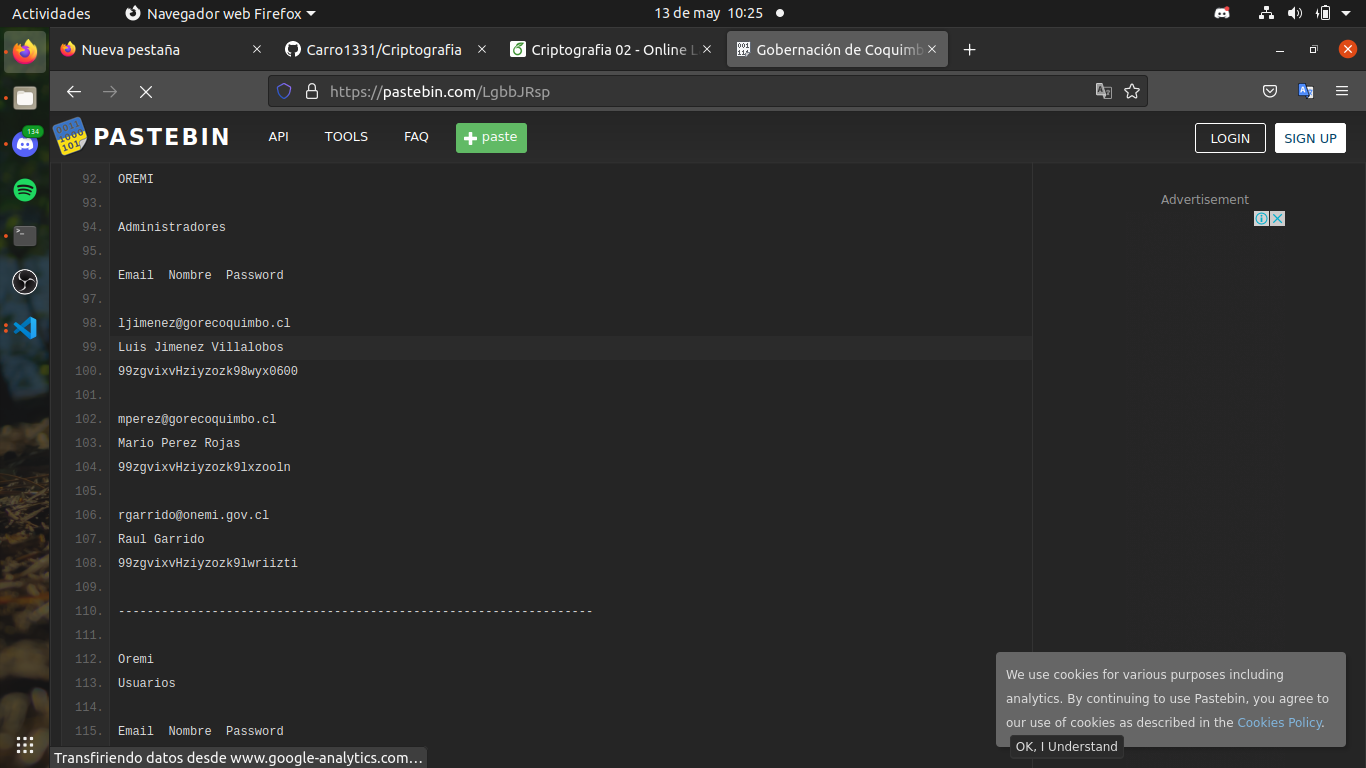 Actividades
Navegador web Firefox
13 de may 10:25
134
Nueva pestaña
Carro1331/Criptografia
Criptografia 02 - Online L
Gobernación de Coquimb
https://pastebin.com/LgbbJRsp
PASTEBIN
API
TOOLS
FAQ
paste
LOGIN
SIGN UP
92. OREMI
93.
94. Administradores
95.
96. Email Nombre Password
97.
98. ljimenez@gorecoquimbo.cl
99. Luis Jimenez Villalobos
100. 99zgvixvHziyzozk98wyx0600
101.
102. mperez@gorecoquimbo.cl
103. Mario Perez Rojas
104. 99zgvixvHziyzozk9lxzooln
105.
106. rgarrido@onemi.gov.cl
107. Raul Garrido
108. 99zgvixvHziyzozk9lwriizti
109.
110. ------------------------------------------------------------------
111.
112. Oremi
113. Usuarios
114.
115. Email Nombre Password
Advertisement
We use cookies for various purposes including
analytics. By continuing to use Pastebin, you agree to
our use of cookies as described in the Cookies Policy.
OK, I Understand
Transfiriendo datos desde www.google-analytics.com…